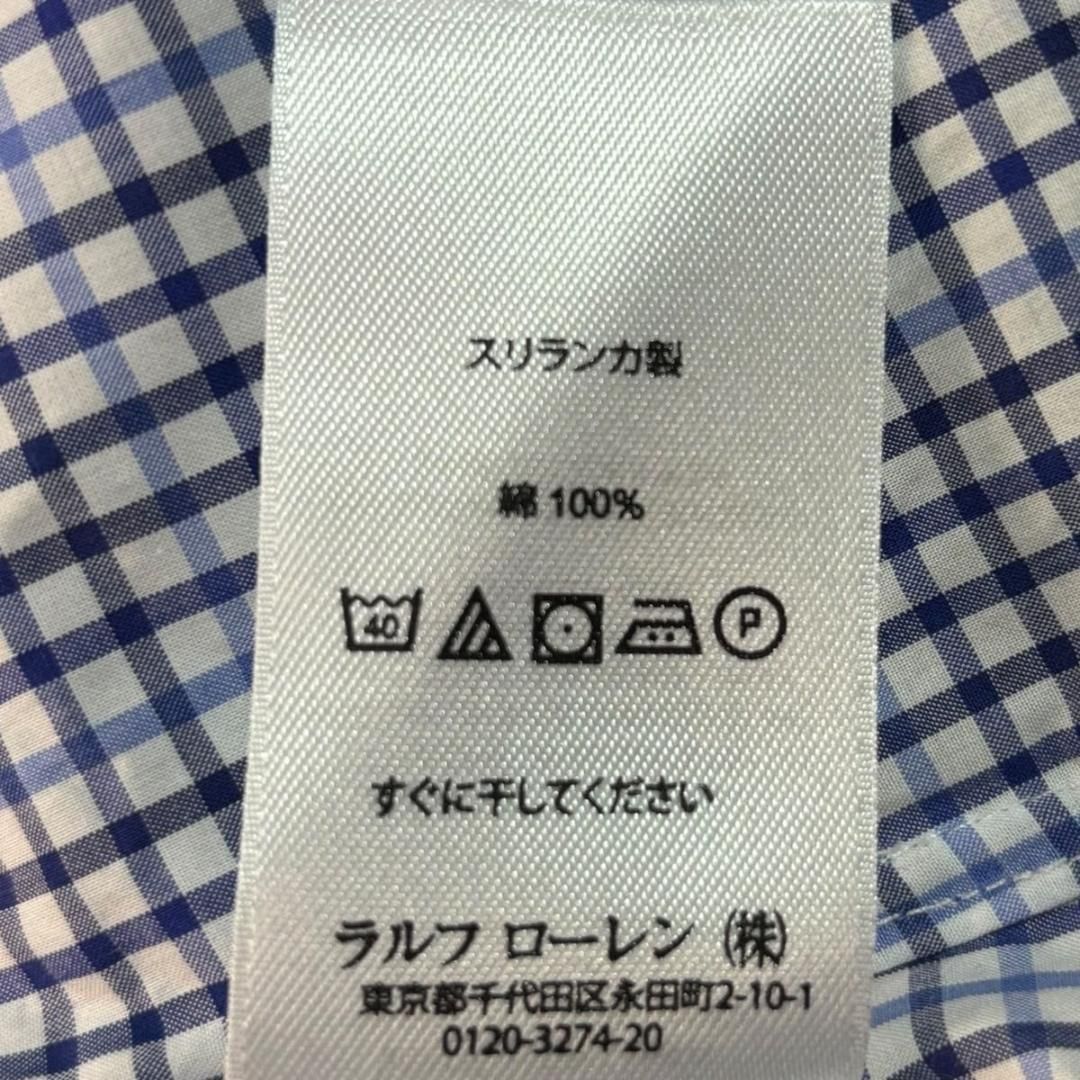 スリランカ製
綿 100%
40 P
すぐに干してください
ラルフ ローレン (株)
東京都千代田区永田町2-10-1
0120-3274-20